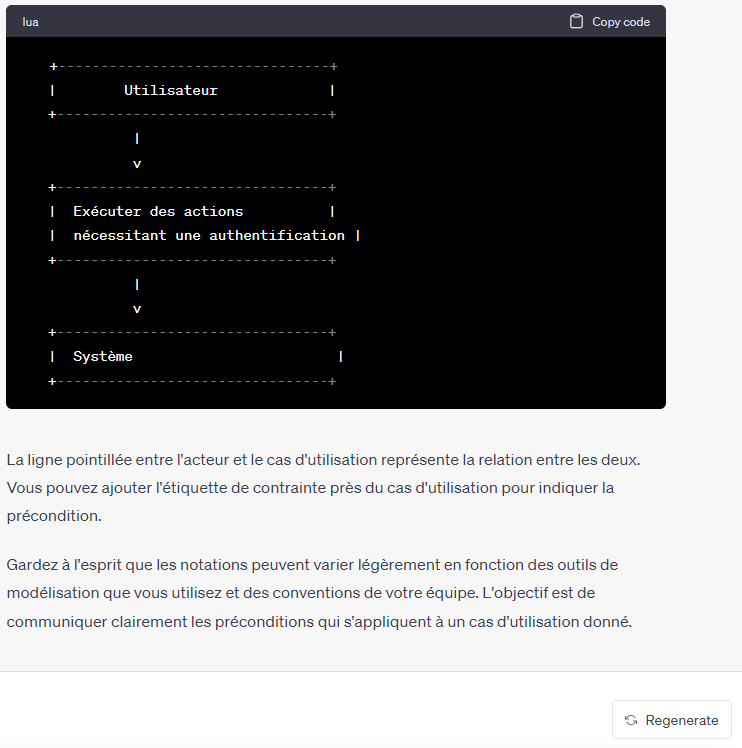 lua
Copy code
+--------------------------------+
|        Utilisateur             |
+--------------------------------+
|
v
+--------------------------------+
|  Exécuter des actions          |
|  nécessitant une authentification |
+--------------------------------+
|
v
+--------------------------------+
|  Système                        |
+--------------------------------+
La ligne pointillée entre l'acteur et le cas d'utilisation représente la relation entre les deux.
Vous pouvez ajouter l'étiquette de contrainte près du cas d'utilisation pour indiquer la
précondition.
Gardez à l'esprit que les notations peuvent varier légèrement en fonction des outils de
modélisation que vous utilisez et des conventions de votre équipe. L'objectif est de
communiquer clairement les préconditions qui s'appliquent à un cas d'utilisation donné.
Regenerate